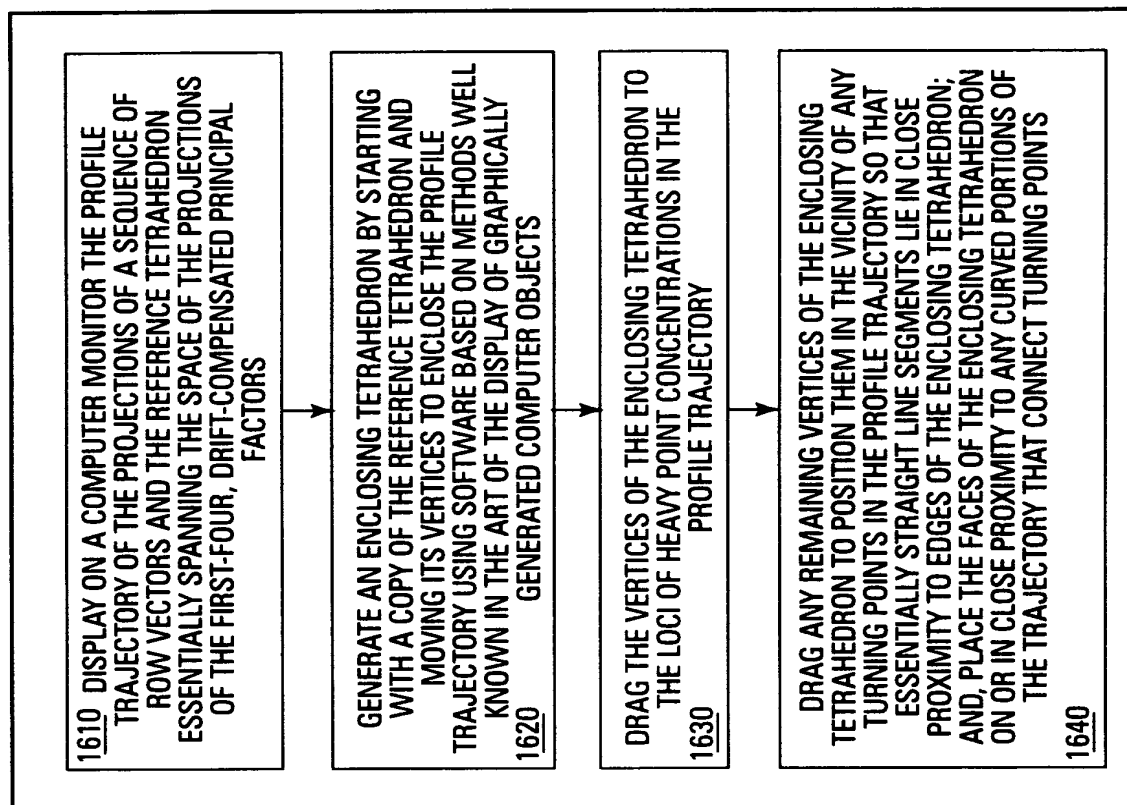 1610 DISPLAY ON A COMPUTER MONITOR THE PROFILE
TRAJECTORY OF THE PROJECTIONS OF A SEQUENCE OF
ROW VECTORS AND THE REFERENCE TETRAHEDRON
ESSENTIALLY SPANNING THE SPACE OF THE PROJECTIONS
OF THE FIRST-FOUR, DRIFT-COMPENSATED PRINCIPAL
FACTORS
GENERATE AN ENCLOSING TETRAHEDRON BY STARTING
WITH A COPY OF THE REFERENCE TETRAHEDRON AND
MOVING ITS VERTICES TO ENCLOSE THE PROFILE
TRAJECTORY USING SOFTWARE BASED ON METHODS WELL
KNOWN IN THE ART OF THE DISPLAY OF GRAPHICALLY
1620 GENERATED COMPUTER OBJECTS
DRAG THE VERTICES OF THE ENCLOSING TETRAHEDRON TO
THE LOCI OF HEAVY POINT CONCENTRATIONS IN THE
1630 PROFILE TRAJECTORY
DRAG ANY REMAINING VERTICES OF THE ENCLOSING
TETRAHEDRON TO POSITION THEM IN THE VICINITY OF ANY
TURNING POINTS IN THE PROFILE TRAJECTORY SO THAT
ESSENTIALLY STRAIGHT LINE SEGMENTS LIE IN CLOSE
PROXIMITY TO EDGES OF THE ENCLOSING TETRAHEDRON;
AND, PLACE THE FACES OF THE ENCLOSING TETRAHEDRON
ON OR IN CLOSE PROXIMITY TO ANY CURVED PORTIONS OF
THE TRAJECTORY THAT CONNECT TURNING POINTS
1640